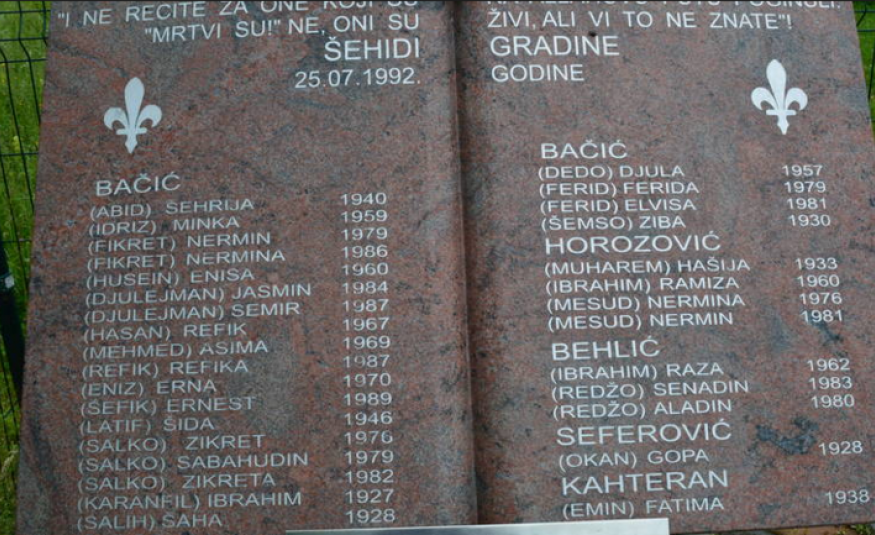 "I NE RECITE ZA ONE KOJI SU
"MRTVI SU!" NE, ONI SU
ŠEHIDI
25.07.1992.
BAČIĆ
(ABID) ŠEHRIJA 1940
(IDRIZ) MINKA 1959
(FIKRET) NERMIN 1979
(FIKRET) NERMINA 1986
(HUSEIN) ENISA 1960
(DJULEJMAN) JASMIN 1984
(DJULEJMAN) SEMIR 1987
(HASAN) REFIK 1967
(MEHMED) ASIMA 1969
(REFIK) REFIKA 1987
(ENIZ) ERNA 1970
(ŠEFIK) ERNEST 1989
(LATIF) ŠIDA 1946
(SALKO) ZIKRET 1976
(SALKO) SABAHUDIN 1979
(SALKO) ZIKRETA 1982
(KARANFIL) IBRAHIM 1927
(SALIH) SAHA 1928
POGINULI:
ŽIVI, ALI VI TO NE ZNATE"!
GRADINE
GODINE
BAČIĆ
(DEDO) DJULA 1957
(FERID) FERIDA 1979
(FERID) ELVISA 1981
(ŠEMSO) ZIBA 1930
HOROZOVIĆ
(MUHAREM) HAŠIJA 1933
(IBRAHIM) RAMIZA 1960
(MESUD) NERMINA 1976
(MESUD) NERMIN 1981
BEHLIĆ
(IBRAHIM) RAZA 1962
(REDŽO) SENADIN 1983
(REDŽO) ALADIN 1980
SEFEROVIĆ
(OKAN) GOPA 1928
KAHTERAN
(EMIN) FATIMA 1938